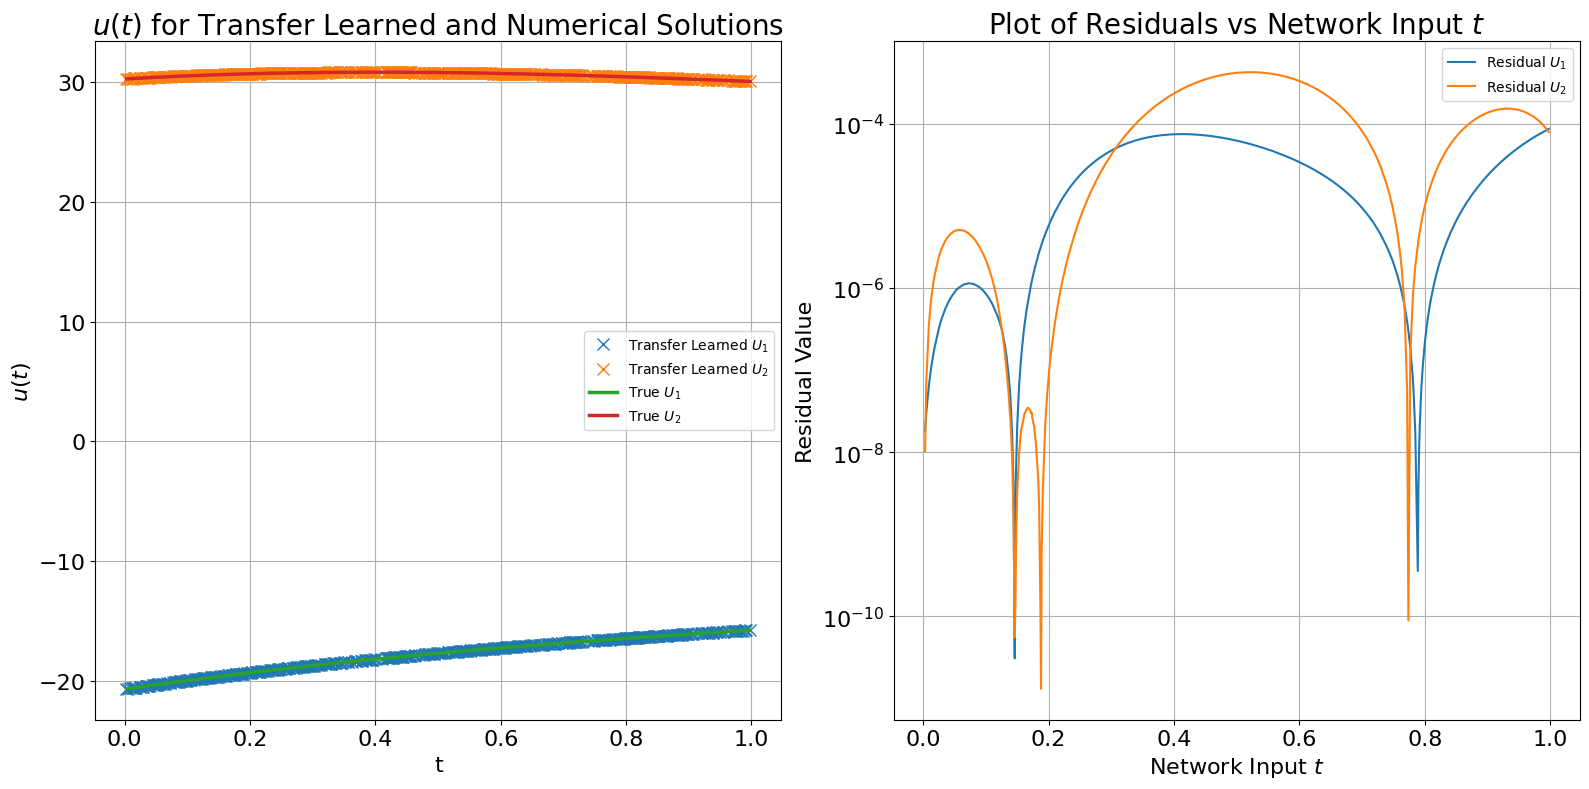 u(t) for Transfer Learned and Numerical Solutions
30
20
10
0
−10
−20
u(t)
Transfer Learned U₁
Transfer Learned U₂
True U₁
True U₂
0.0 0.2 0.4 0.6 0.8 1.0
t
Plot of Residuals vs Network Input t
Residual U₁
Residual U₂
10⁻⁴
10⁻⁶
10⁻⁸
10⁻¹⁰
Residual Value
0.0 0.2 0.4 0.6 0.8 1.0
Network Input t